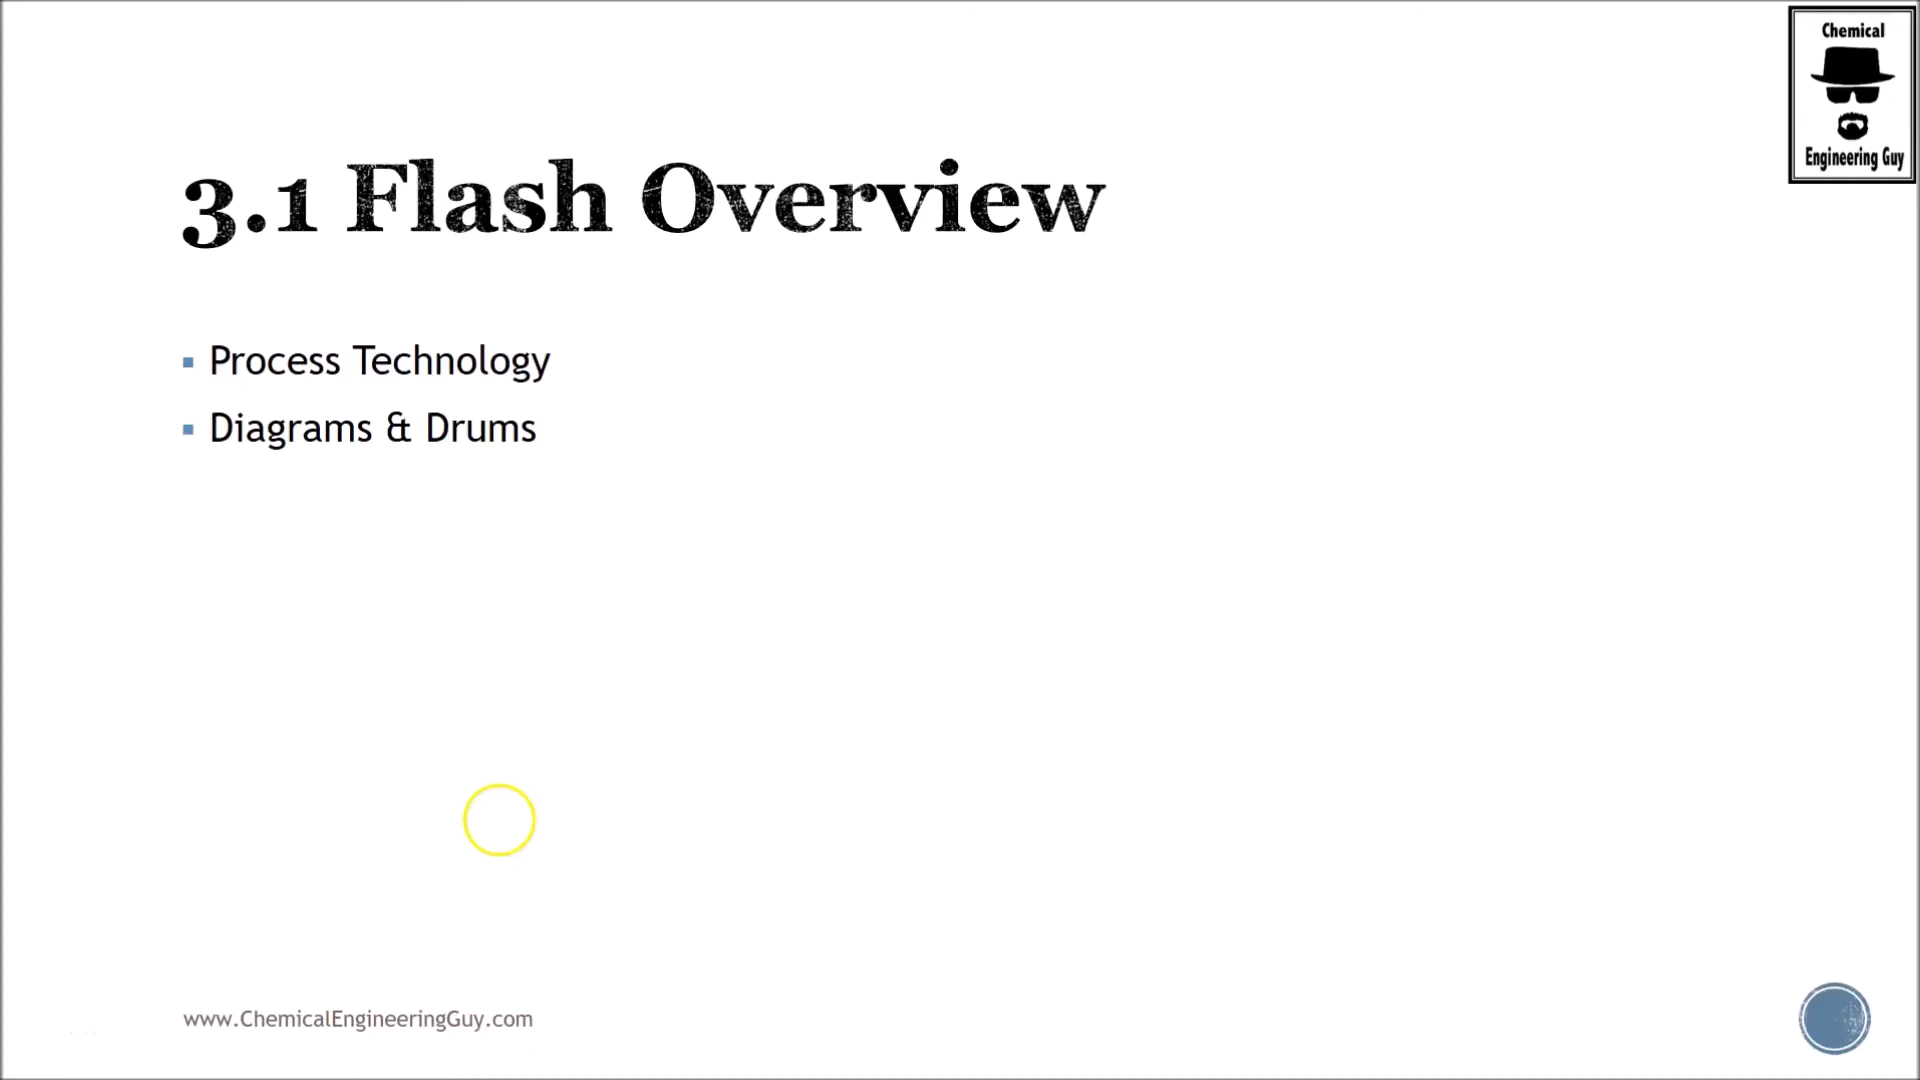 Chemical
Engineering Guy
3.1 Flash Overview
Process Technology
Diagrams & Drums
www.ChemicalEngineeringGuy.com